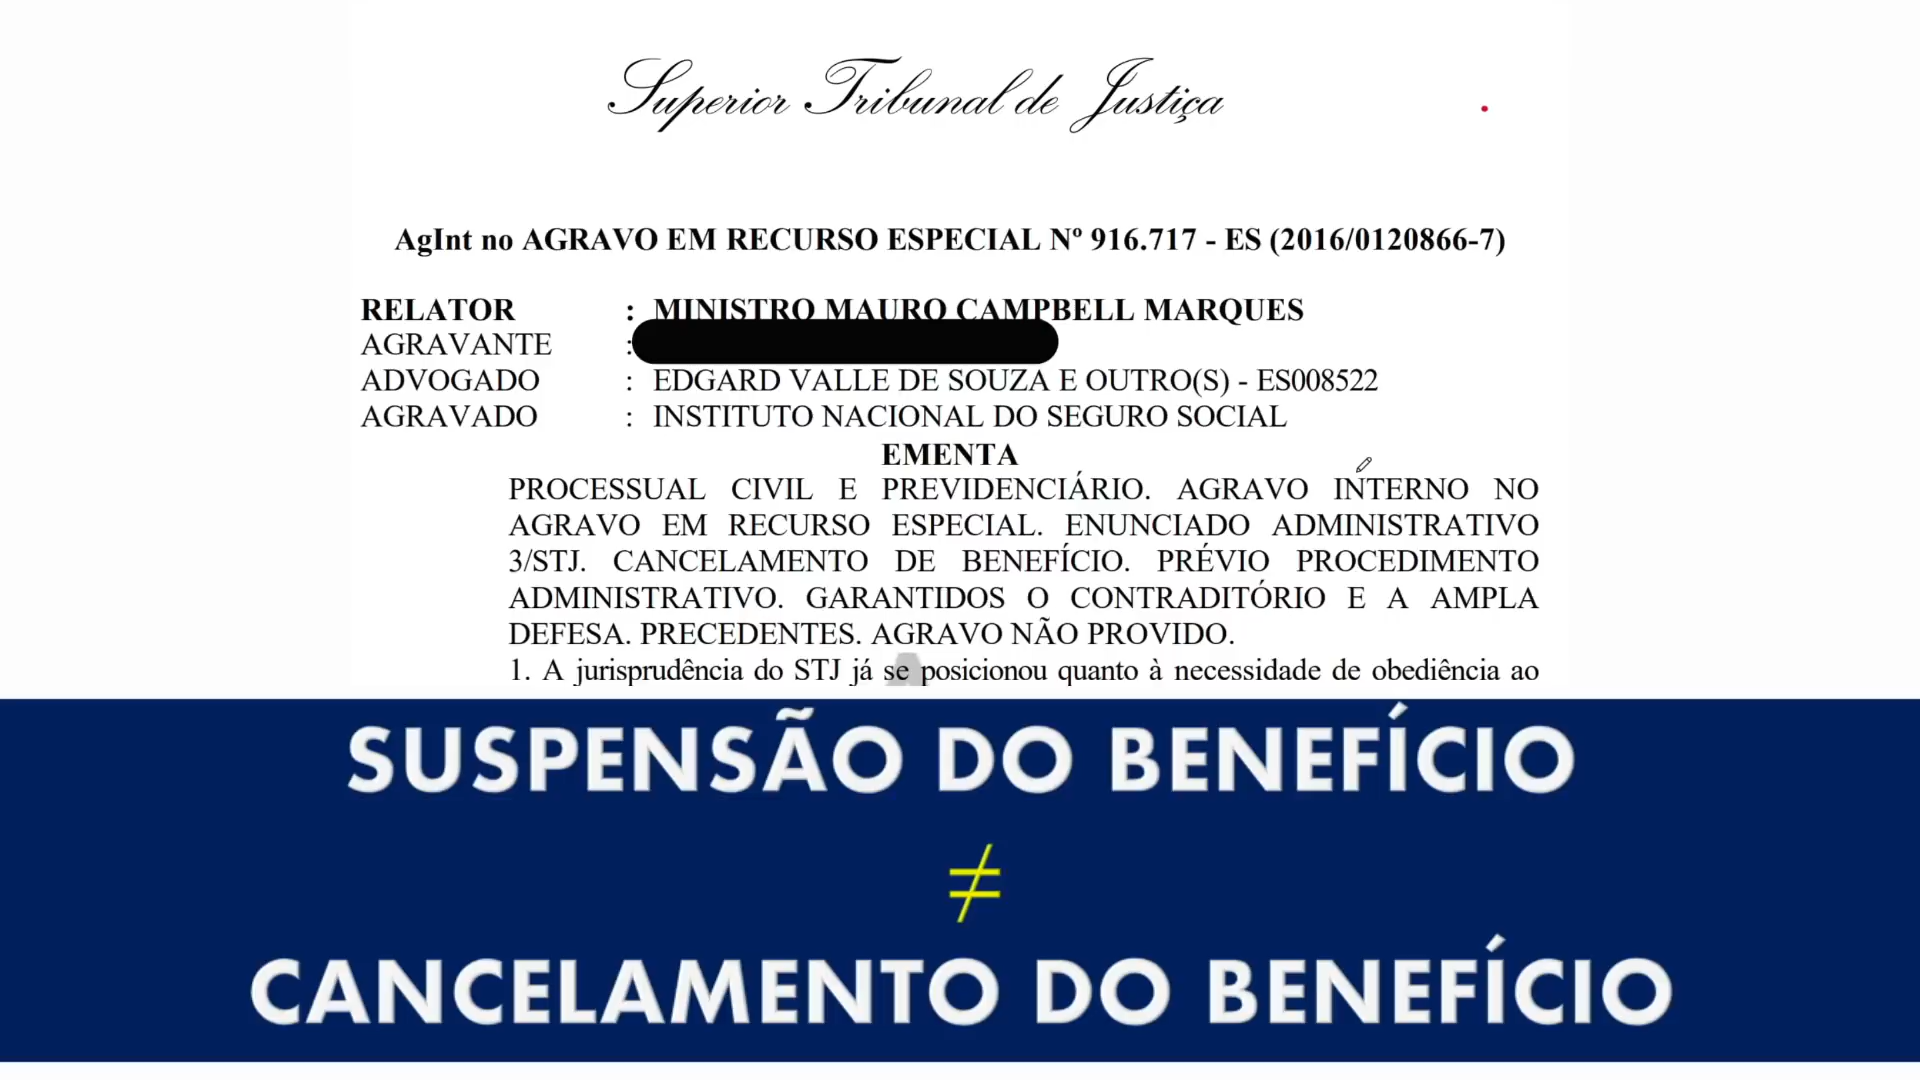 Superior Tribunal de Justiça
AgInt no AGRAVO EM RECURSO ESPECIAL Nº 916.717 - ES (2016/0120866-7)
RELATOR : MINISTRO MAURO CAMPBELL MARQUES
AGRAVANTE :
ADVOGADO : EDGARD VALLE DE SOUZA E OUTRO(S) - ES008522
AGRAVADO : INSTITUTO NACIONAL DO SEGURO SOCIAL
EMENTA
PROCESSUAL CIVIL E PREVIDENCIÁRIO. AGRAVO INTERNO NO
AGRAVO EM RECURSO ESPECIAL. ENUNCIADO ADMINISTRATIVO
3/STJ. CANCELAMENTO DE BENEFÍCIO. PRÉVIO PROCEDIMENTO
ADMINISTRATIVO. GARANTIDOS O CONTRADITÓRIO E A AMPLA
DEFESA. PRECEDENTES. AGRAVO NÃO PROVIDO.
1. A jurisprudência do STJ já se posicionou quanto à necessidade de obediência ao
SUSPENSÃO DO BENEFÍCIO
≠
CANCELAMENTO DO BENEFÍCIO